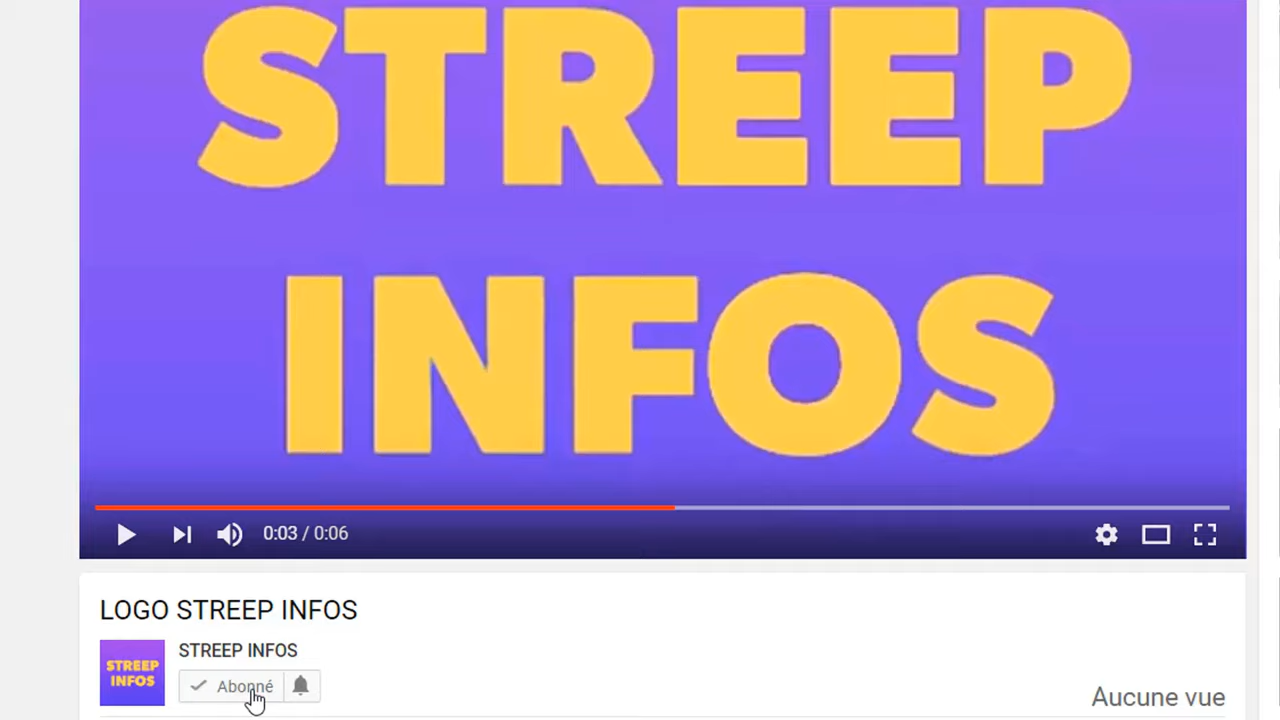 STREEP
INFOS
0:03 / 0:06
LOGO STREEP INFOS
STREEP INFOS
STREEP
INFOS
Abonné
Aucune vue